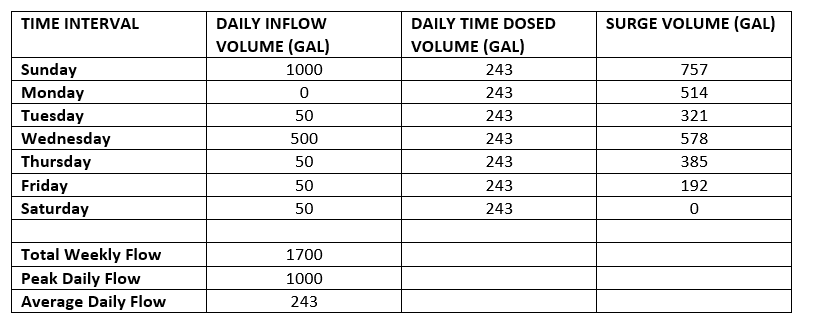 TIME INTERVAL DAILY INFLOW VOLUME (GAL) DAILY TIME DOSED VOLUME (GAL) SURGE VOLUME (GAL)
Sunday 1000 243 757
Monday 0 243 514
Tuesday 50 243 321
Wednesday 500 243 578
Thursday 50 243 385
Friday 50 243 192
Saturday 50 243 0
Total Weekly Flow 1700
Peak Daily Flow 1000
Average Daily Flow 243